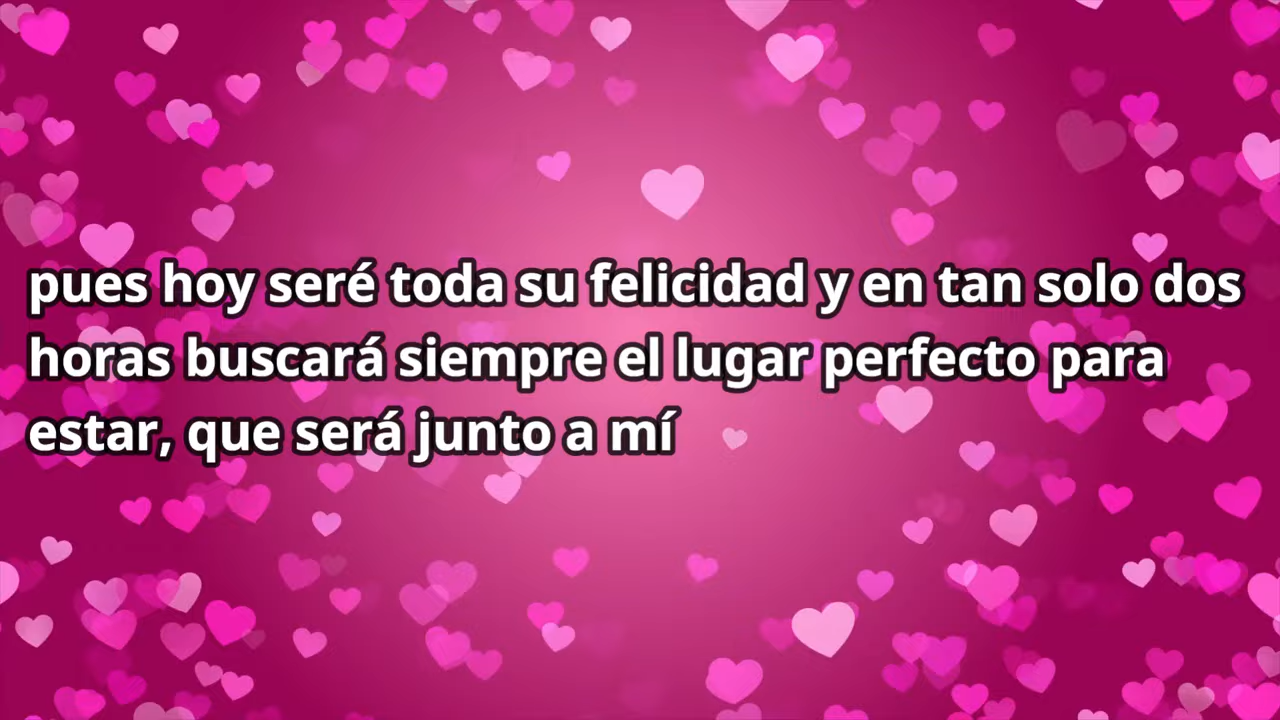 pues hoy seré toda su felicidad y en tan solo dos
horas buscará siempre el lugar perfecto para
estar, que será junto a mí